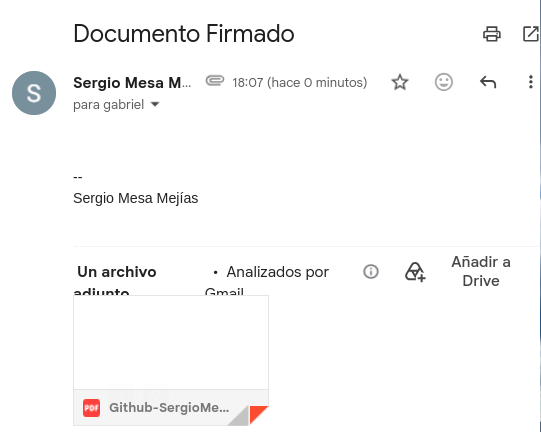 Documento Firmado
Sergio Mesa M... 18:07 (hace 0 minutos)
para gabriel
S
--
Sergio Mesa Mejías
Un archivo adjunto • Analizados por Gmail
Añadir a Drive
PDF Github-SergioMe...